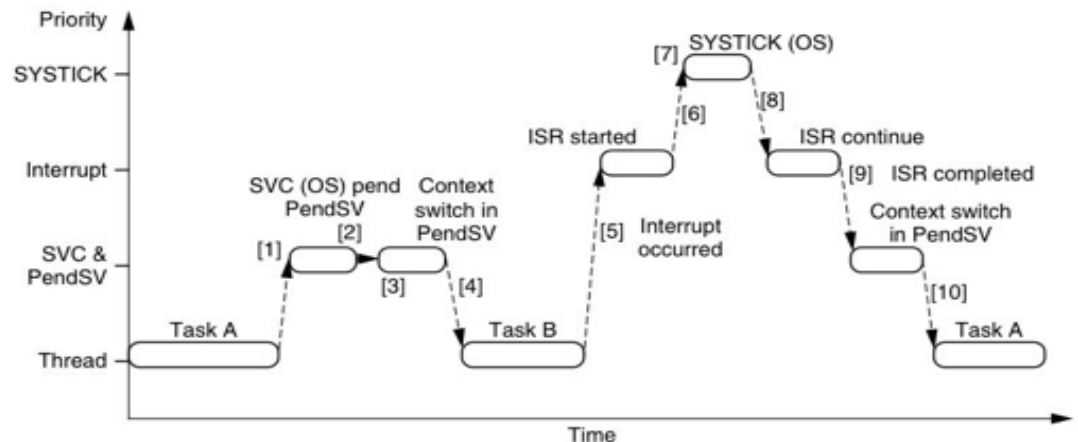 Priority
SYSTICK (OS)
[7]
SYSTICK
[8]
[6]
ISR started
ISR continue
Interrupt
[9] ISR completed
SVC (OS) pend
PendSV
Context
switch in
PendSV
Context switch
in PendSV
[5] Interrupt
occurred
[1]
[2]
SVC &
PendSV
[3]
[4]
[10]
Task A
Task B
Task A
Thread
Time